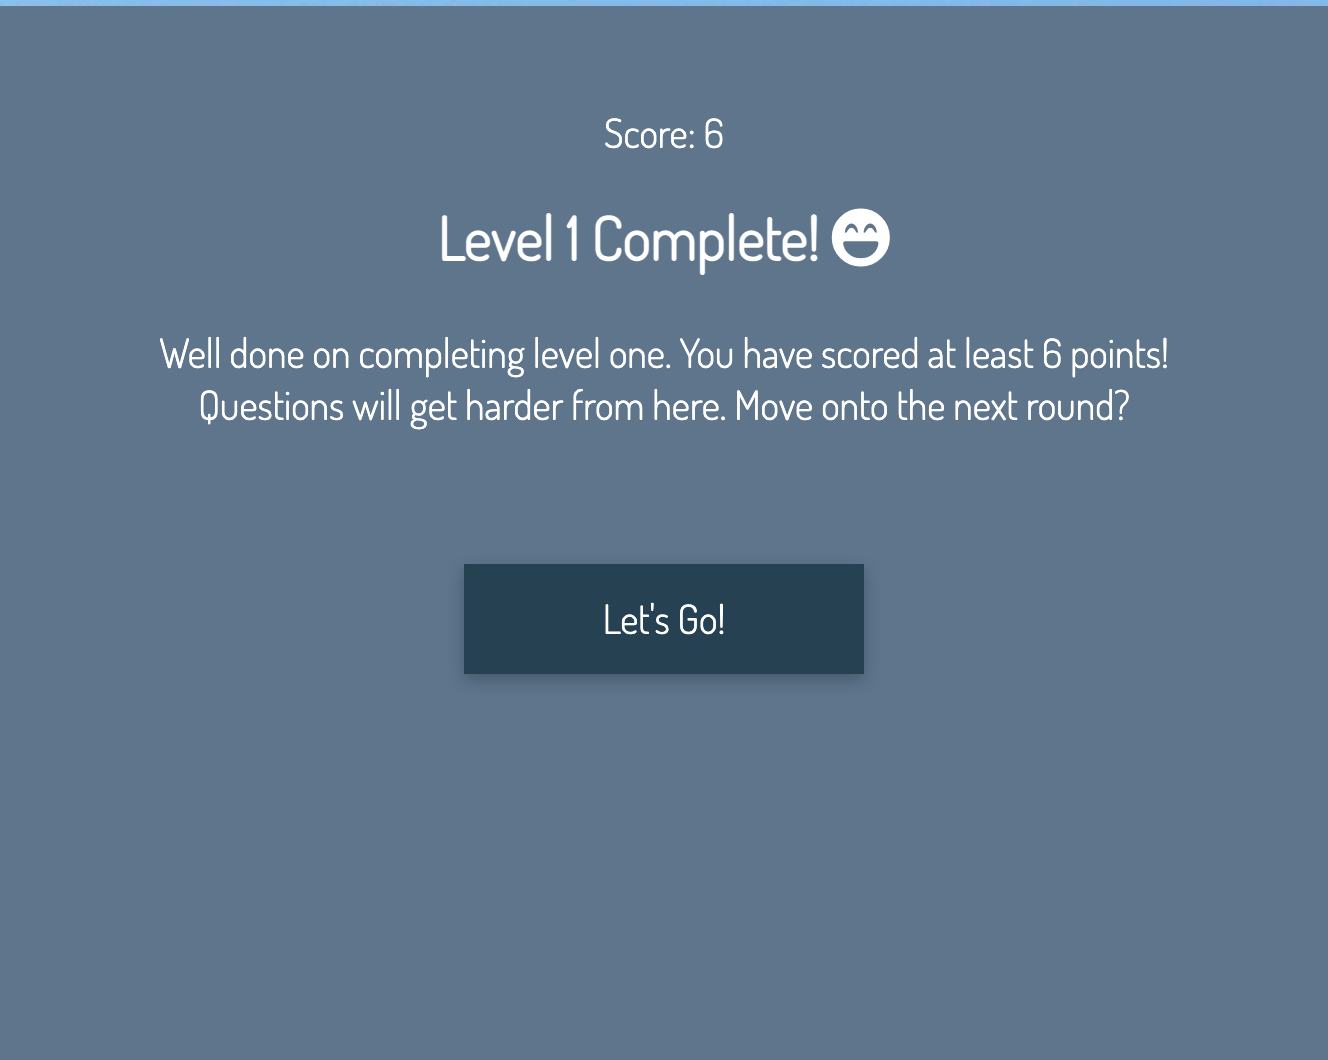 Score: 6
Level 1 Complete!
Well done on completing level one. You have scored at least 6 points!
Questions will get harder from here. Move onto the next round?
Let's Go!